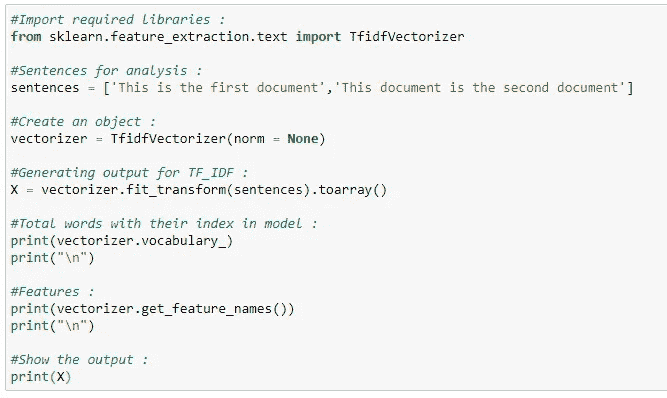 #Import required libraries :
from sklearn.feature_extraction.text import TfidfVectorizer
#Sentences for analysis :
sentences = ['This is the first document','This document is the second document']
#Create an object :
vectorizer = TfidfVectorizer(norm = None)
#Generating output for TF_IDF :
X = vectorizer.fit_transform(sentences).toarray()
#Total words with their index in model :
print(vectorizer.vocabulary_)
print("\n")
#Features :
print(vectorizer.get_feature_names())
print("\n")
#Show the output :
print(X)